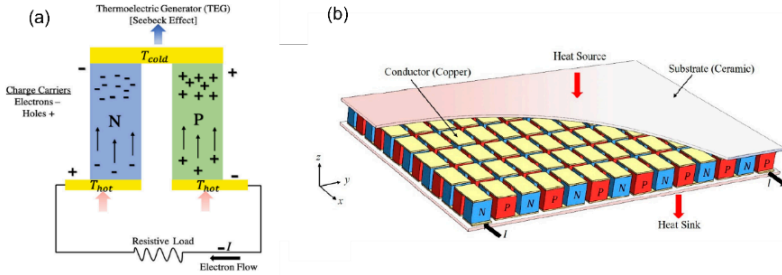 Thermoelectric Generator (TEG)
[Seebeck Effect]
(a)
T_cold
- +
Charge Carriers
Electrons –
Holes +
N P
+ -
T_hot T_hot
Resistive Load
- I
Electron Flow
(b)
Heat Source
Conductor (Copper)
Substrate (Ceramic)
z
y
x
N P N P N P N P N P N P N P
I
I
Heat Sink